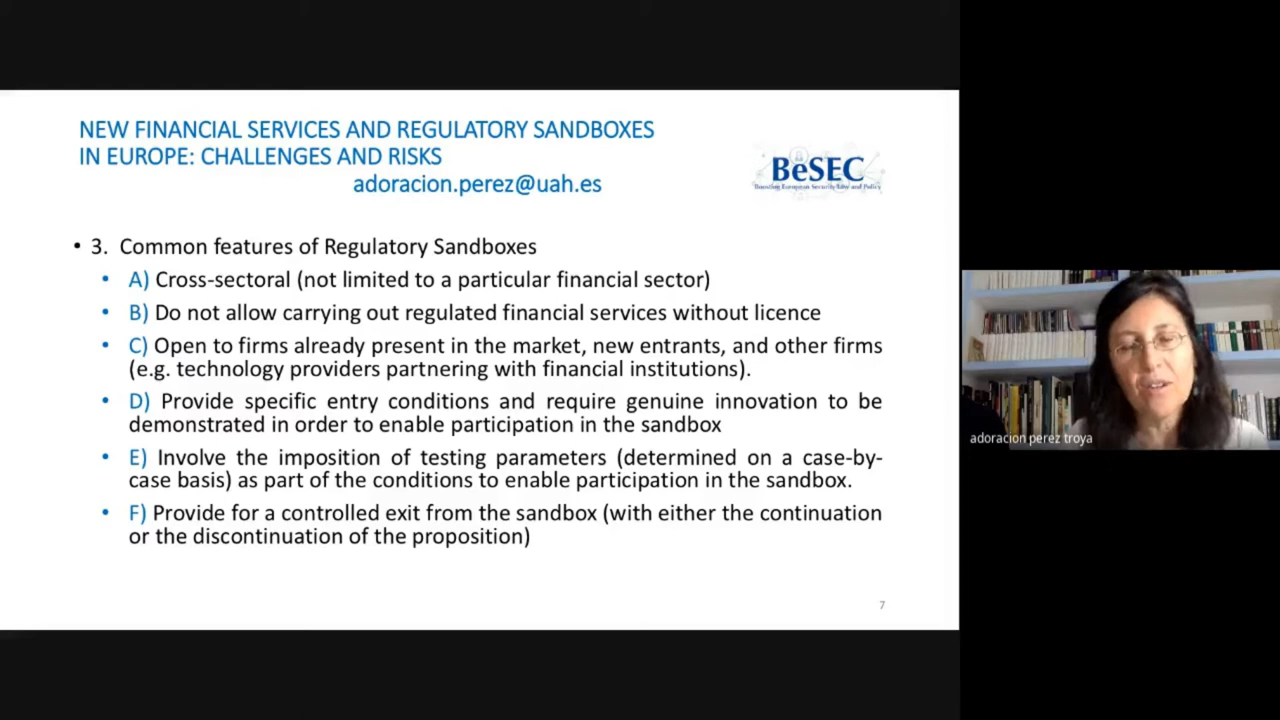 NEW FINANCIAL SERVICES AND REGULATORY SANDBOXES
IN EUROPE: CHALLENGES AND RISKS
adoracion.perez@uah.es
BeSEC
Boosting European Security Law and Policy
• 3. Common features of Regulatory Sandboxes
• A) Cross-sectoral (not limited to a particular financial sector)
• B) Do not allow carrying out regulated financial services without licence
• C) Open to firms already present in the market, new entrants, and other firms
(e.g. technology providers partnering with financial institutions).
• D) Provide specific entry conditions and require genuine innovation to be
demonstrated in order to enable participation in the sandbox
• E) Involve the imposition of testing parameters (determined on a case-by-
case basis) as part of the conditions to enable participation in the sandbox.
• F) Provide for a controlled exit from the sandbox (with either the continuation
or the discontinuation of the proposition)
7
adoracion perez troya